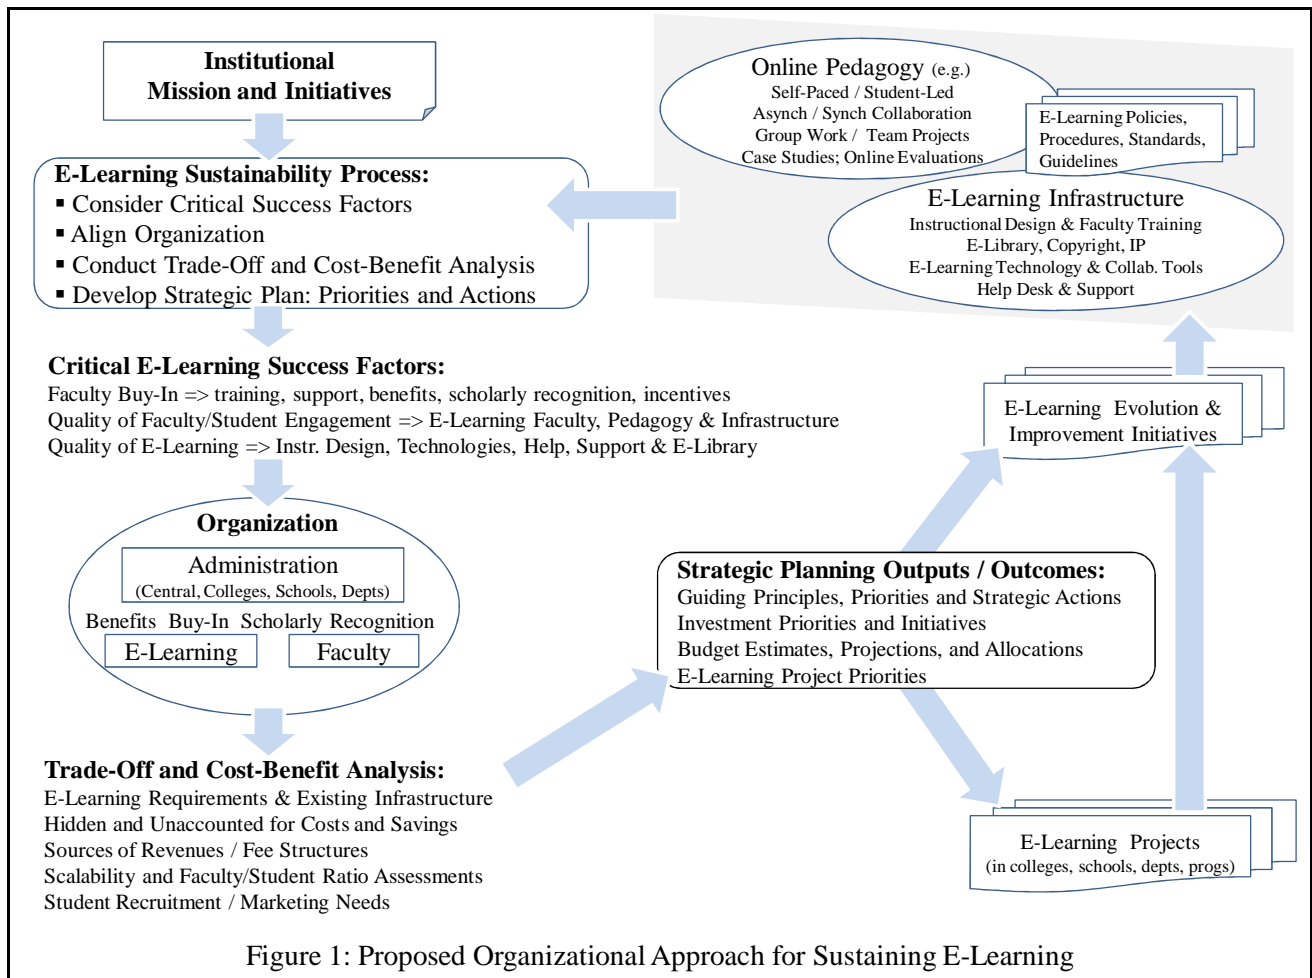 Institutional
Mission and Initiatives
E-Learning Sustainability Process:
▪ Consider Critical Success Factors
▪ Align Organization
▪ Conduct Trade-Off and Cost-Benefit Analysis
▪ Develop Strategic Plan: Priorities and Actions
Critical E-Learning Success Factors:
Faculty Buy-In => training, support, benefits, scholarly recognition, incentives
Quality of Faculty/Student Engagement => E-Learning Faculty, Pedagogy & Infrastructure
Quality of E-Learning => Instr. Design, Technologies, Help, Support & E-Library
Organization
Administration
(Central, Colleges, Schools, Depts)
Benefits Buy-In Scholarly Recognition
E-Learning
Faculty
Trade-Off and Cost-Benefit Analysis:
E-Learning Requirements & Existing Infrastructure
Hidden and Unaccounted for Costs and Savings
Sources of Revenues / Fee Structures
Scalability and Faculty/Student Ratio Assessments
Student Recruitment / Marketing Needs
Strategic Planning Outputs / Outcomes:
Guiding Principles, Priorities and Strategic Actions
Investment Priorities and Initiatives
Budget Estimates, Projections, and Allocations
E-Learning Project Priorities
E-Learning Projects
(in colleges, schools, depts, progs)
E-Learning Evolution &
Improvement Initiatives
Online Pedagogy (e.g.)
Self-Paced / Student-Led
Asynch / Synch Collaboration
Group Work / Team Projects
Case Studies; Online Evaluations
E-Learning Policies,
Procedures, Standards,
Guidelines
E-Learning Infrastructure
Instructional Design & Faculty Training
E-Library, Copyright, IP
E-Learning Technology & Collab. Tools
Help Desk & Support
Figure 1: Proposed Organizational Approach for Sustaining E-Learning